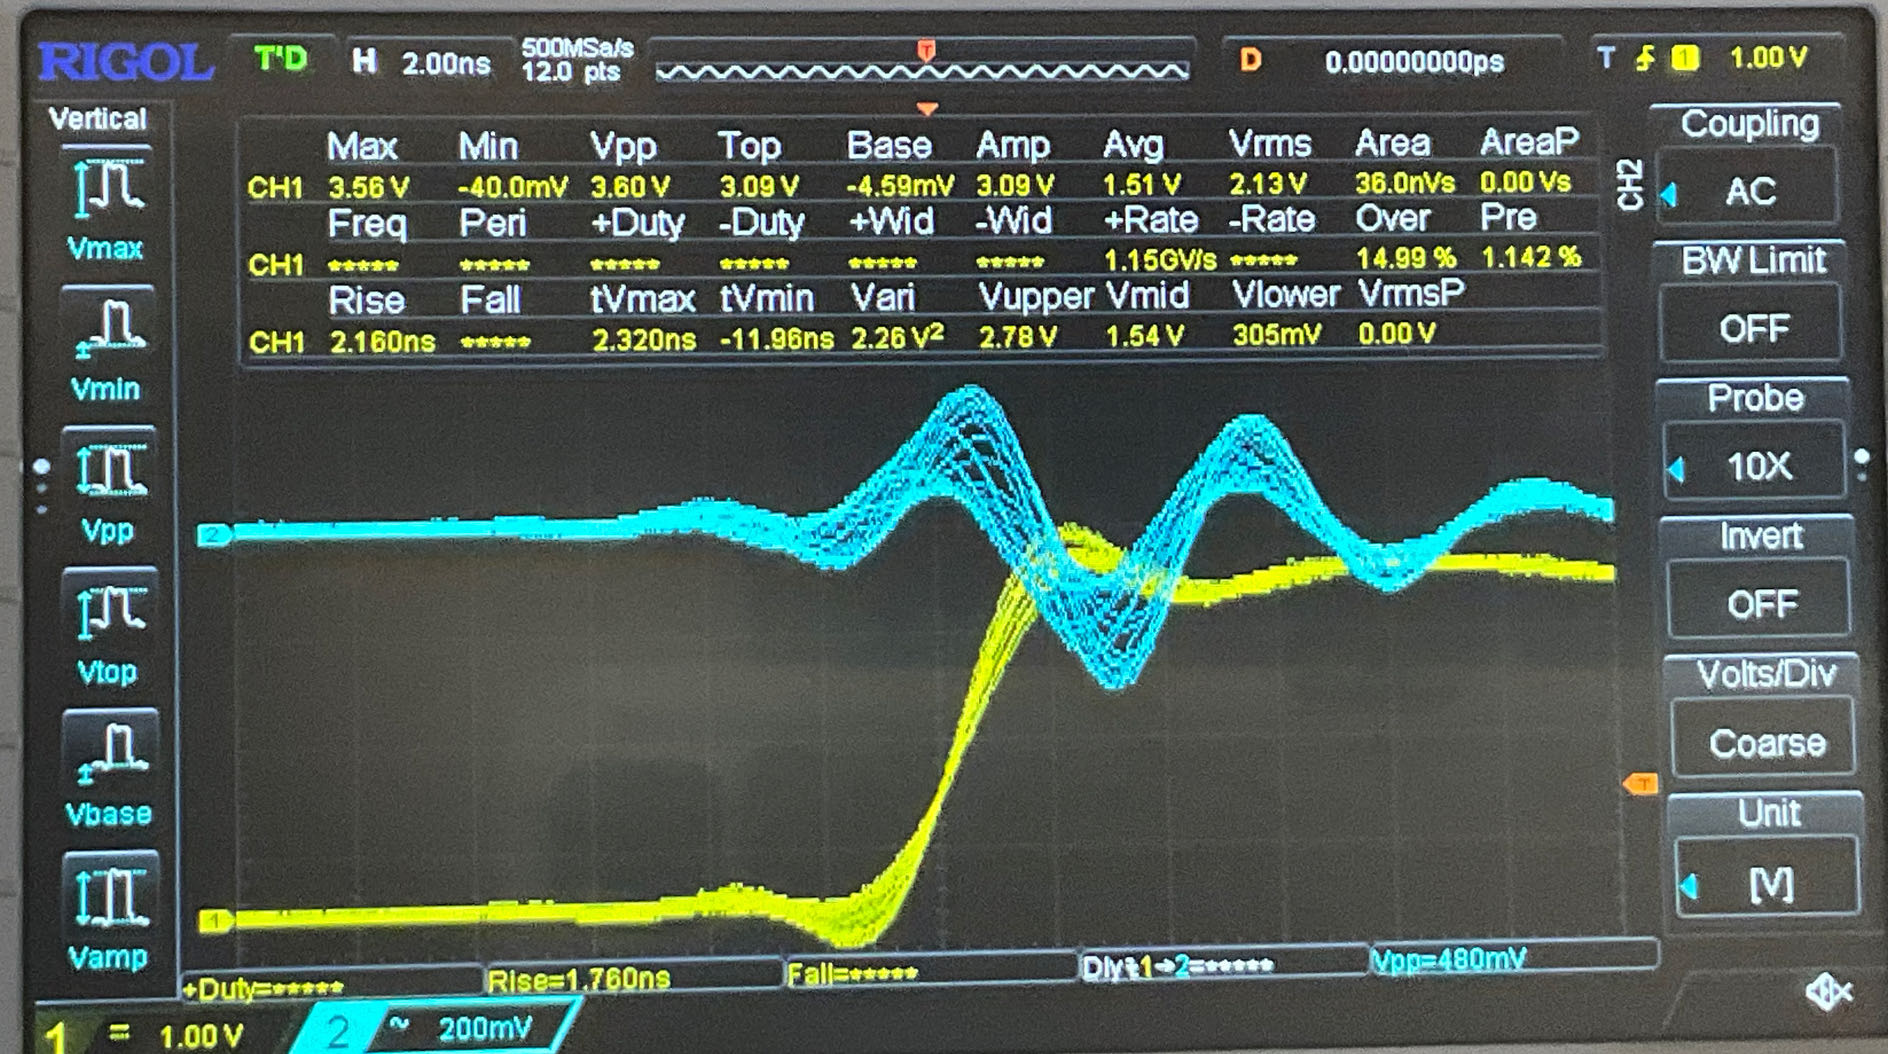 RIGOL T'D H 2.00ns 500MSa/s 12.0 pts T D 0.00000000ps T 1 1.00 V
Vertical
Vmax
Vmin
Vpp
Vtop
Vbase
Vamp
Max Min Vpp Top Base Amp Avg Vrms Area AreaP
CH1 3.56 V -40.0mV 3.60 V 3.09 V -4.59mV 3.09 V 1.51 V 2.13 V 36.0nVs 0.00 Vs
Freq Peri +Duty -Duty +Wid -Wid +Rate -Rate Over Pre
CH1 ***** ***** ***** ***** ***** ***** 1.15GV/s ***** 14.99 % 1.142 %
Rise Fall tVmax tVmin Vari Vupper Vmid Vlower VrmsP
CH1 2.160ns ***** 2.320ns -11.96ns 2.26 V² 2.78 V 1.54 V 305mV 0.00 V
2
1
T
CH2
Coupling
AC
BW Limit
OFF
Probe
10X
Invert
OFF
Volts/Div
Coarse
Unit
[V]
+Duty=***** Rise=1.760ns Fall=***** Dly1→2=***** Vpp=480mV
1 = 1.00 V 2 ~ 200mV